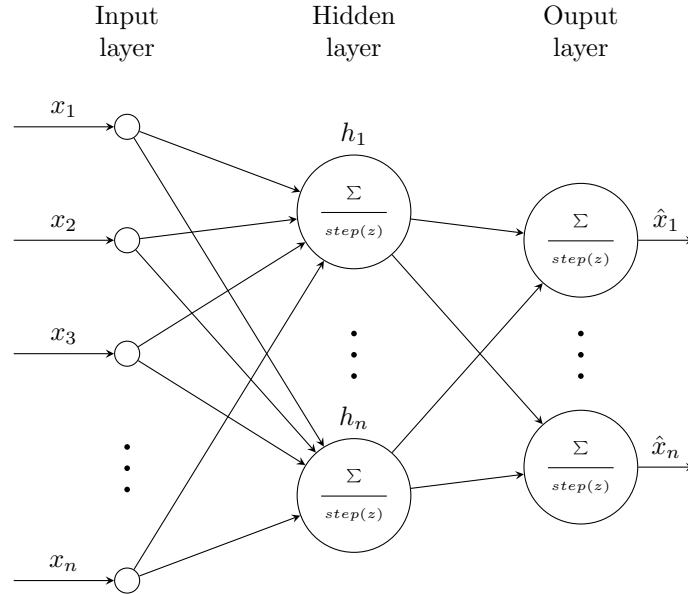 Input
layer
Hidden
layer
Ouput
layer
x₁
x₂
x₃
xₙ
h₁
Σ
step(z)
hₙ
Σ
step(z)
Σ
step(z)
x̂₁
Σ
step(z)
x̂ₙ